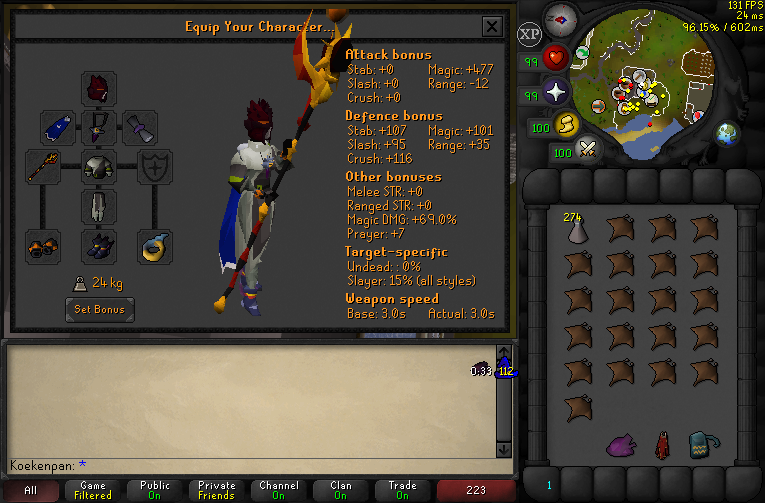 Equip Your Character...
Attack bonus
Stab: +0 Magic: +477
Slash: +0 Range: -12
Crush: +0
Defence bonus
Stab: +107 Magic: +101
Slash: +95 Range: +35
Crush: +116
Other bonuses
Melee STR: +0
Ranged STR: +0
Magic DMG: +69.0%
Prayer: +7
Target-specific
Undead: : 0%
Slayer: 15% (all styles)
Weapon speed
Base: 3.0s Actual: 3.0s
24 kg
Set Bonus
131 FPS
24 ms
96.15% / 602ms
XP
99
99
100
100
274
0:33 112
Koekenpan: *
All
Game
Filtered
Public
On
Private
Friends
Channel
On
Clan
On
Trade
On
223
1